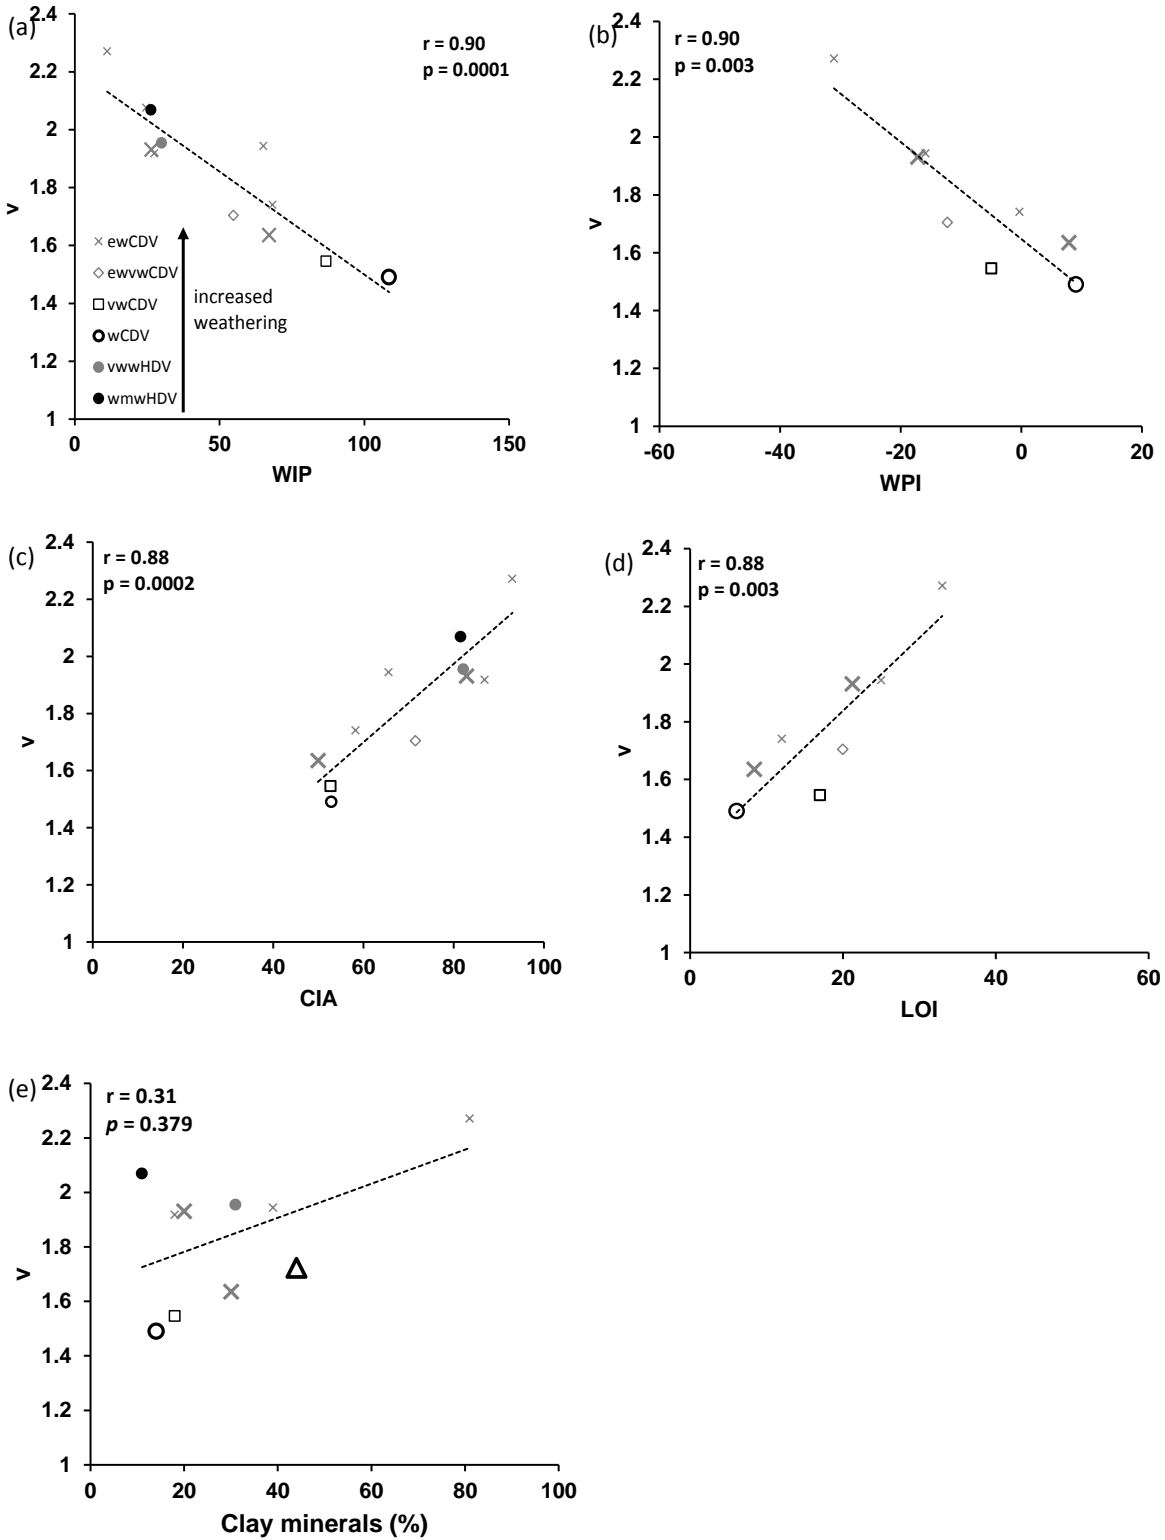 (a)
2.4
2.2
2
1.8
1.6
1.4
1.2
1
v
r = 0.90
p = 0.0001
ewCDV
ewvwCDV
vwCDV
wCDV
vwwHDV
wmwHDV
increased
weathering
0 50 100 150
WIP
(b)
2.4
2.2
2
1.8
1.6
1.4
1.2
1
v
r = 0.90
p = 0.003
-60 -40 -20 0 20
WPI
(c)
2.4
2.2
2
1.8
1.6
1.4
1.2
1
v
r = 0.88
p = 0.0002
0 20 40 60 80 100
CIA
(d)
2.4
2.2
2
1.8
1.6
1.4
1.2
1
v
r = 0.88
p = 0.003
0 20 40 60
LOI
(e)
2.4
2.2
2
1.8
1.6
1.4
1.2
1
v
r = 0.31
p = 0.379
0 20 40 60 80 100
Clay minerals (%)